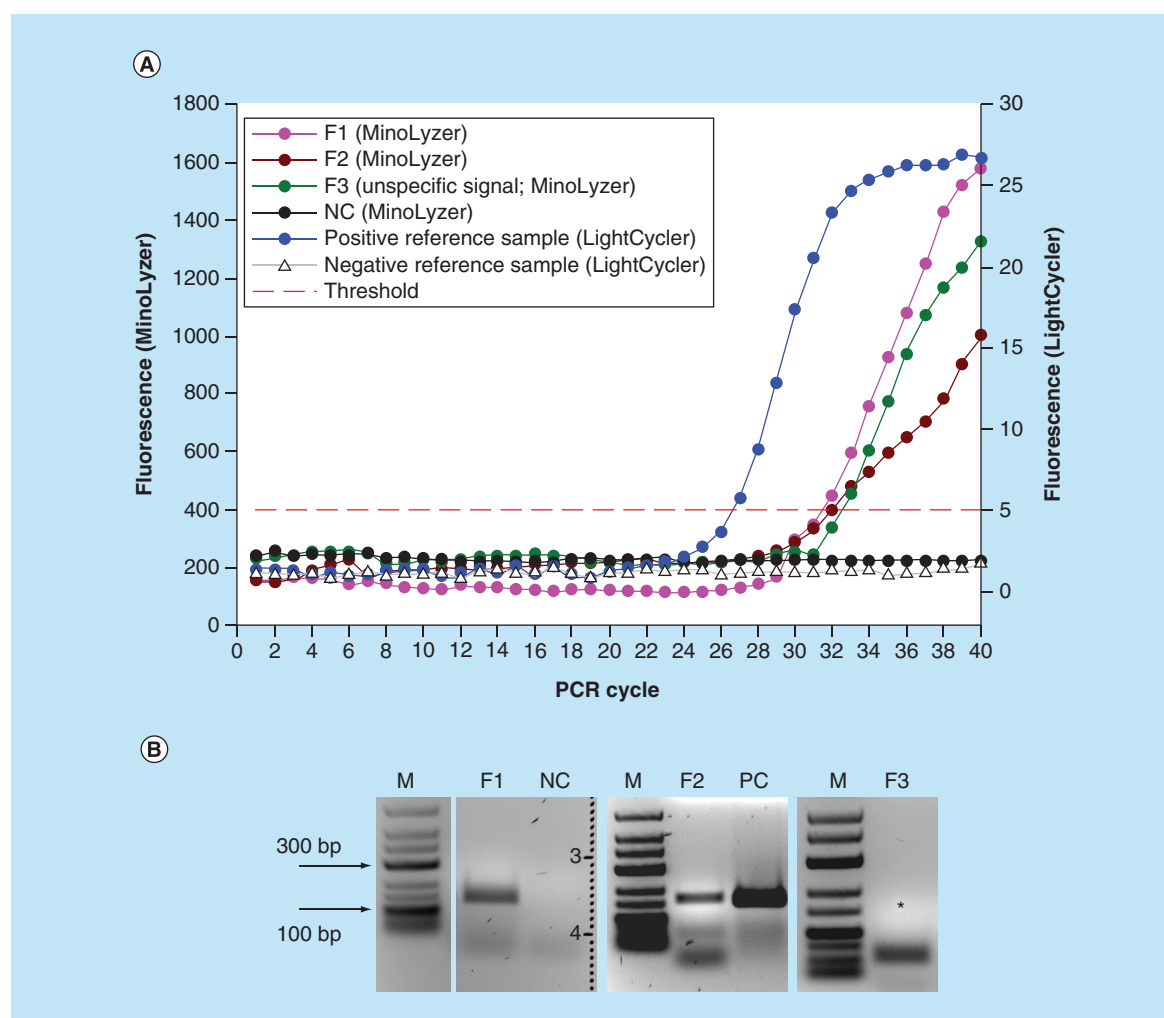 A
Fluorescence (MinoLyzer)
1800
1600
1400
1200
1000
800
600
400
200
0
F1 (MinoLyzer)
F2 (MinoLyzer)
F3 (unspecific signal; MinoLyzer)
NC (MinoLyzer)
Positive reference sample (LightCycler)
Negative reference sample (LightCycler)
Threshold
30
25
20
15
10
5
0
Fluorescence (LightCycler)
0 2 4 6 8 10 12 14 16 18 20 22 24 26 28 30 32 34 36 38 40
PCR cycle
B
M F1 NC M F2 PC M F3
300 bp
100 bp
3
4
*